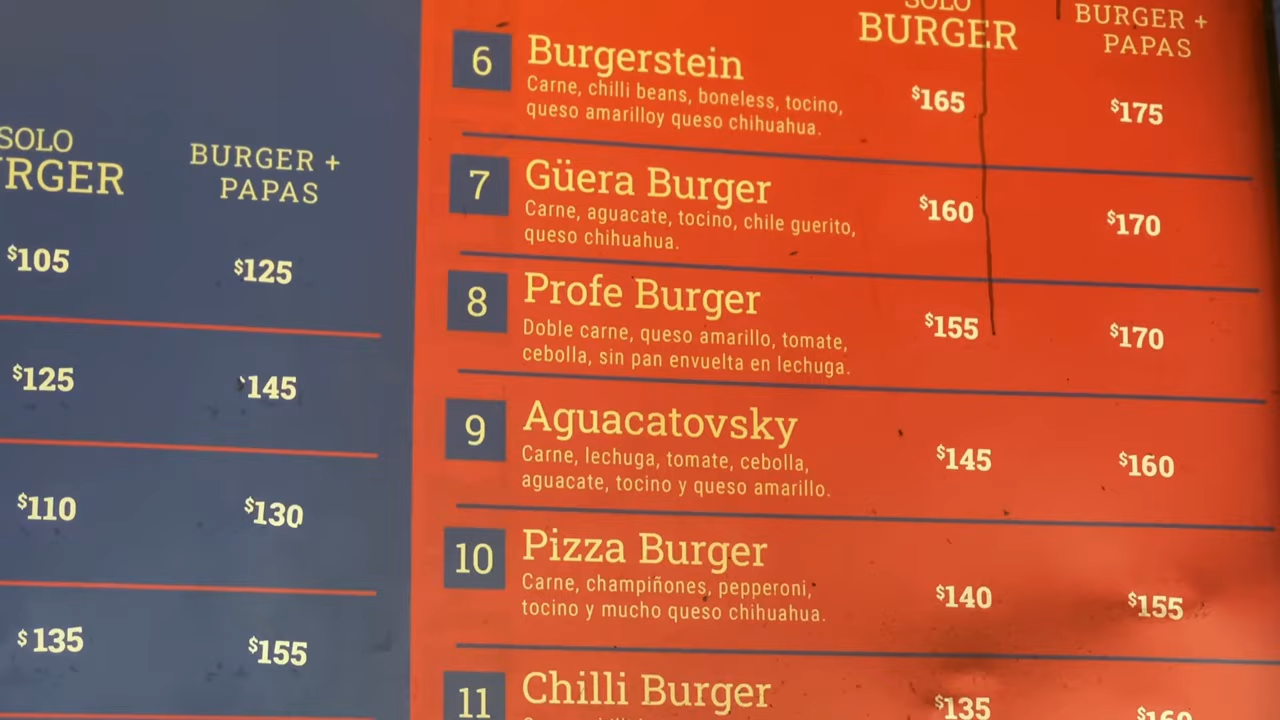 SOLO
BURGER +
PAPAS
$105
$125
$125
145
$110
$130
$135
$155
SOLO
BURGER
BURGER +
PAPAS
6
Burgerstein
Carne, chilli beans, boneless, tocino,
queso amarilloy queso chihuahua.
$165
$175
7
Güera Burger
Carne, aguacate, tocino, chile guerito,
queso chihuahua.
$160
$170
8
Profe Burger
Doble carne, queso amarillo, tomate,
cebolla, sin pan envuelta en lechuga.
$155
$170
9
Aguacatovsky
Carne, lechuga, tomate, cebolla,
aguacate, tocino y queso amarillo.
$145
$160
10
Pizza Burger
Carne, champiñones, pepperoni,
tocino y mucho queso chihuahua.
$140
$155
11
Chilli Burger
$135
$160